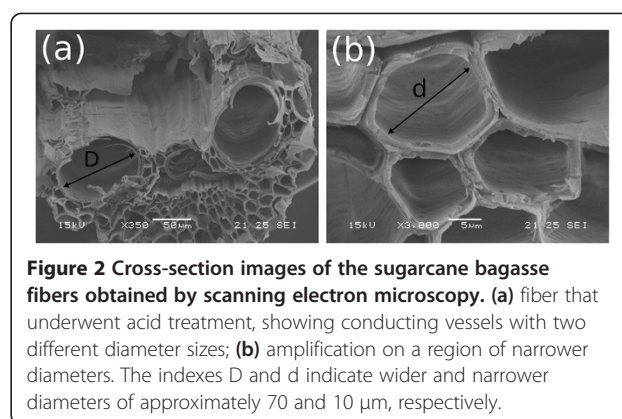 (a)
D
15kV X350 50µm 21 25 SEI
(b)
d
15kV X3,000 5µm 21 25 SEI
Figure 2 Cross-section images of the sugarcane bagasse
fibers obtained by scanning electron microscopy. (a) fiber that
underwent acid treatment, showing conducting vessels with two
different diameter sizes; (b) amplification on a region of narrower
diameters. The indexes D and d indicate wider and narrower
diameters of approximately 70 and 10 µm, respectively.